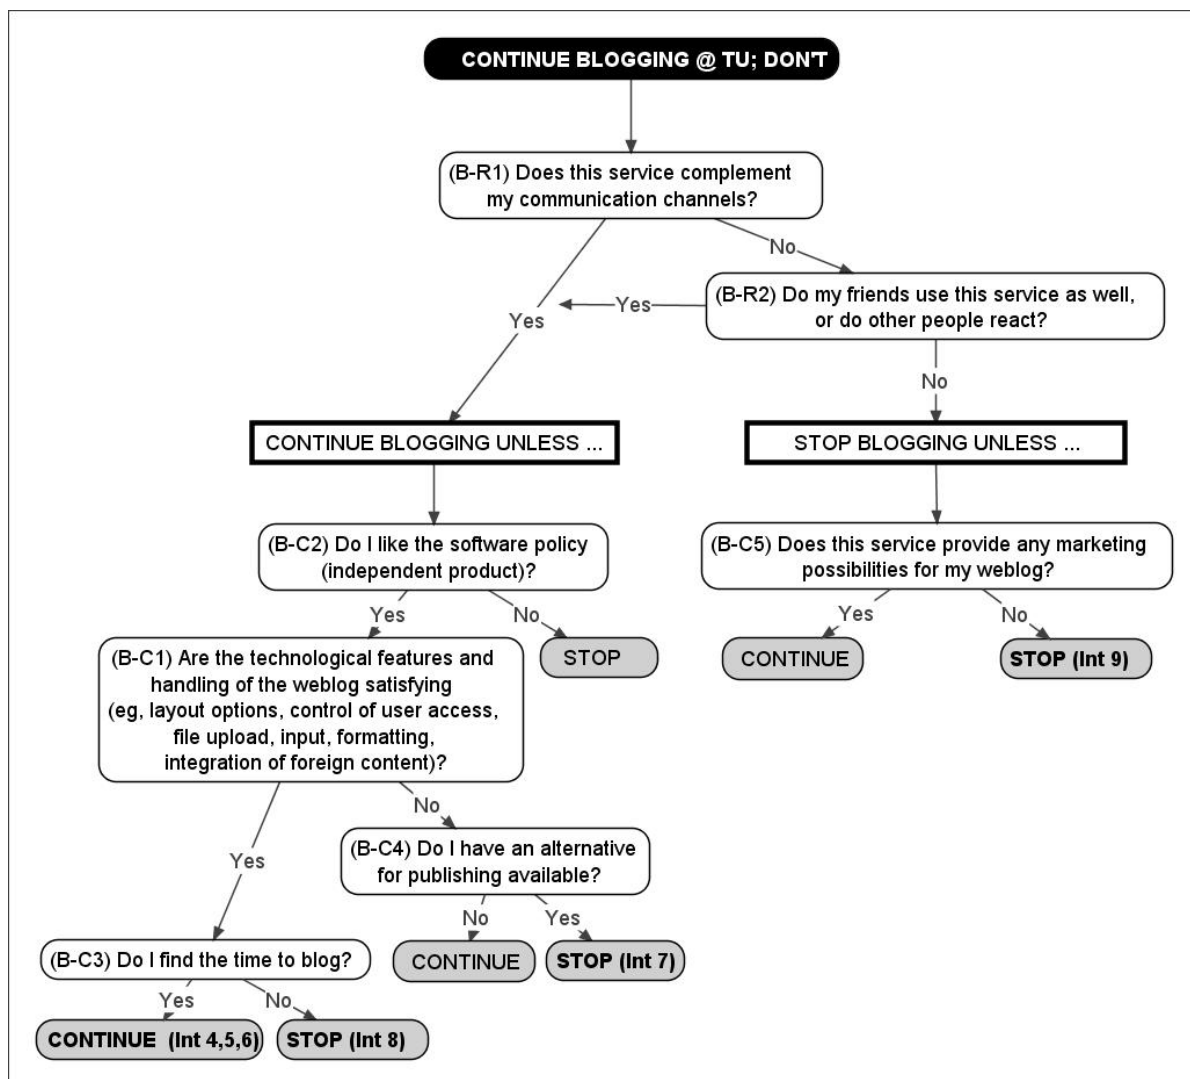 CONTINUE BLOGGING @ TU; DON'T
(B-R1) Does this service complement
my communication channels?
No
(B-R2) Do my friends use this service as well,
or do other people react?
Yes
Yes
No
CONTINUE BLOGGING UNLESS ...
STOP BLOGGING UNLESS ...
(B-C2) Do I like the software policy
(independent product)?
(B-C5) Does this service provide any marketing
possibilities for my weblog?
Yes
No
Yes
No
STOP
CONTINUE
STOP (Int 9)
(B-C1) Are the technological features and
handling of the weblog satisfying
(eg, layout options, control of user access,
file upload, input, formatting,
integration of foreign content)?
No
Yes
(B-C4) Do I have an alternative
for publishing available?
No
Yes
CONTINUE
STOP (Int 7)
(B-C3) Do I find the time to blog?
Yes
No
CONTINUE (Int 4,5,6)
STOP (Int 8)